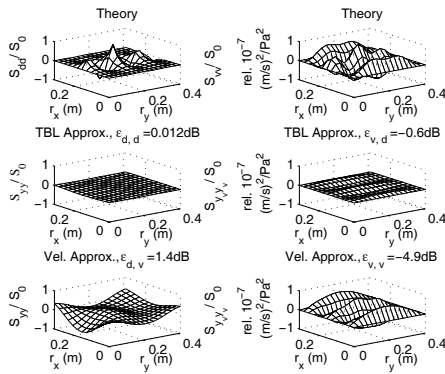 Theory
Theory
S_dd / S_0
1
0
−1
0.2
0
r_x (m)
0
0.2
0.4
r_y (m)
S_vv / S_0
rel. 10^−7
(m/s)^2/Pa^2
1
0
−1
0.2
0
r_x (m)
0
0.2
0.4
r_y (m)
TBL Approx., ε_d, d =0.012dB
TBL Approx., ε_v, d =−0.6dB
S_yy / S_0
1
0
−1
0.2
0
r_x (m)
0
0.2
0.4
r_y (m)
S_y_vy_v / S_0
rel. 10^−7
(m/s)^2/Pa^2
1
0
−1
0.2
0
r_x (m)
0
0.2
0.4
r_y (m)
Vel. Approx., ε_d, v =1.4dB
Vel. Approx., ε_v, v =−4.9dB
S_yy / S_0
1
0
−1
0.2
0
r_x (m)
0
0.2
0.4
r_y (m)
S_y_vy_v / S_0
rel. 10^−7
(m/s)^2/Pa^2
1
0
−1
0.2
0
r_x (m)
0
0.2
0.4
r_y (m)